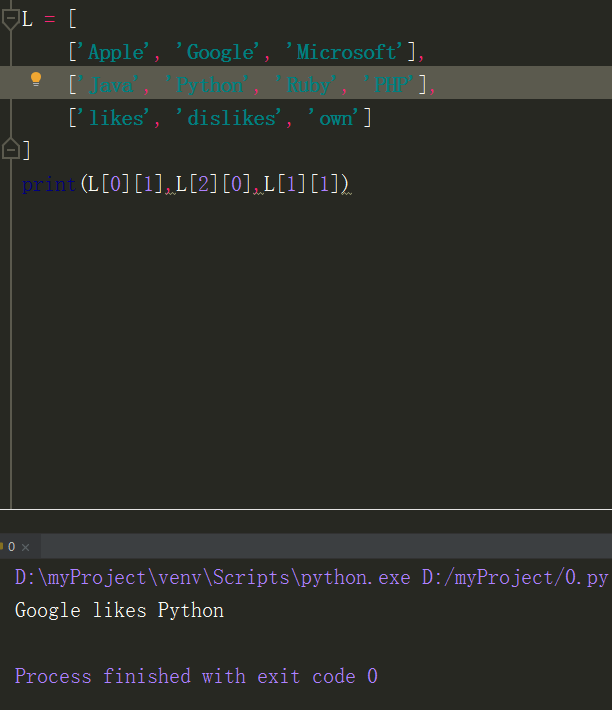 L = [
['Apple', 'Google', 'Microsoft'],
['java', 'Python', 'Ruby', 'PHP'],
['likes', 'dislikes', 'own']
]
print(L[0][1],L[2][0],L[1][1])
0 ×
D:\myProject\venv\Scripts\python.exe D:/myProject/0.py
Google likes Python
Process finished with exit code 0